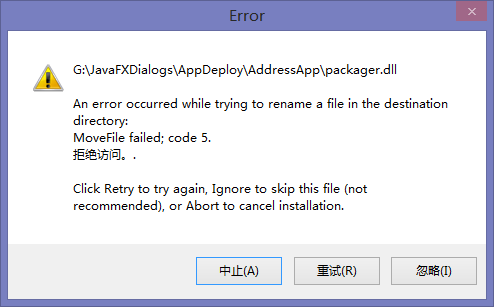 Error
G:\JavaFXDialogs\AppDeploy\AddressApp\packager.dll
An error occurred while trying to rename a file in the destination
directory:
MoveFile failed; code 5.
拒绝访问。.
Click Retry to try again, Ignore to skip this file (not
recommended), or Abort to cancel installation.
中止(A) 重试(R) 忽略(I)